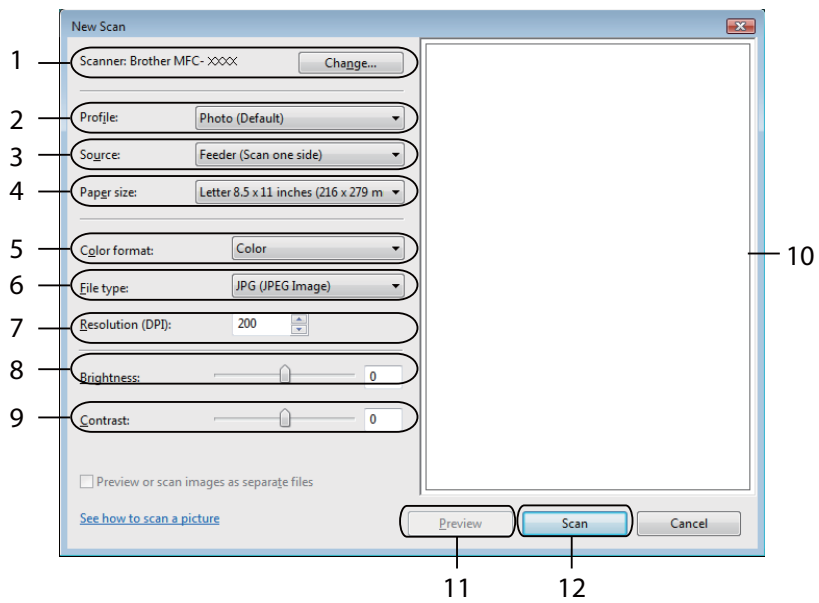 New Scan
1 Scanner: Brother MFC- XXXX Change...
2 Profile: Photo (Default)
3 Source: Feeder (Scan one side)
4 Paper size: Letter 8.5 x 11 inches (216 x 279 m
5 Color format: Color
10
6 File type: JPG (JPEG Image)
7 Resolution (DPI): 200
8 Brightness: 0
9 Contrast: 0
Preview or scan images as separate files
See how to scan a picture Preview Scan Cancel
11 12